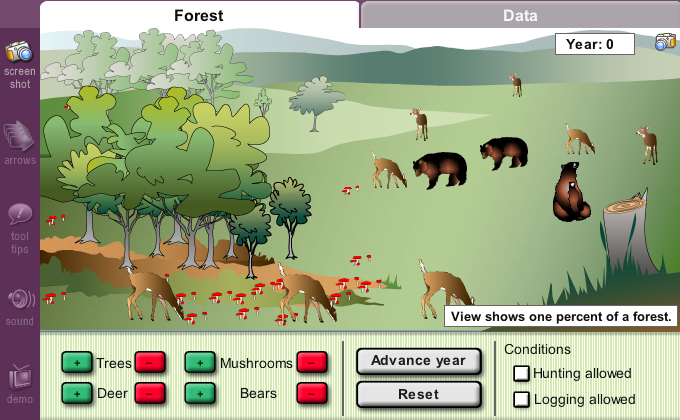 Forest
Data
Year: 0
screen
shot
arrows
tool
tips
sound
demo
View shows one percent of a forest.
+ Trees - + Mushrooms -
+ Deer - + Bears -
Advance year
Reset
Conditions
Hunting allowed
Logging allowed